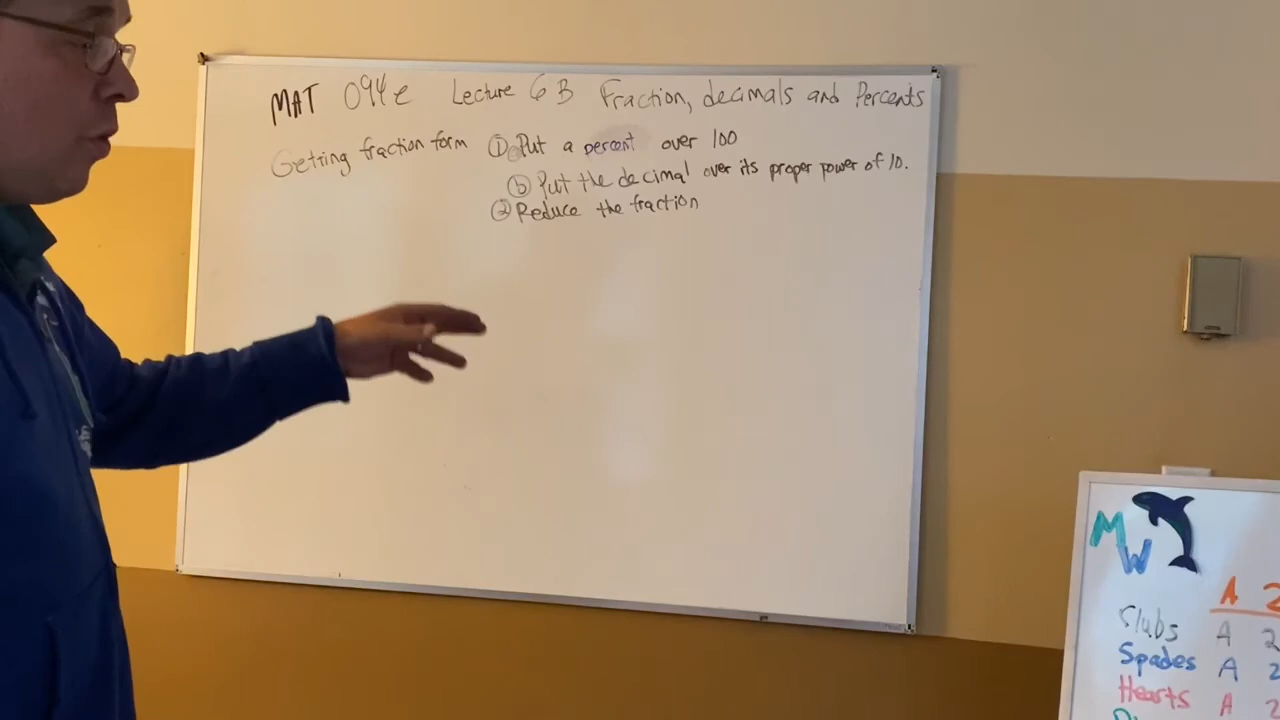 MAT 094e Lecture 6B Fraction, decimals and Percents
Getting fraction form ① a Put a percent over 100
ⓑ Put the decimal over its proper power of 10.
② Reduce the fraction
MW
A 2
Clubs A 2
Spades A 2
Hearts A 2